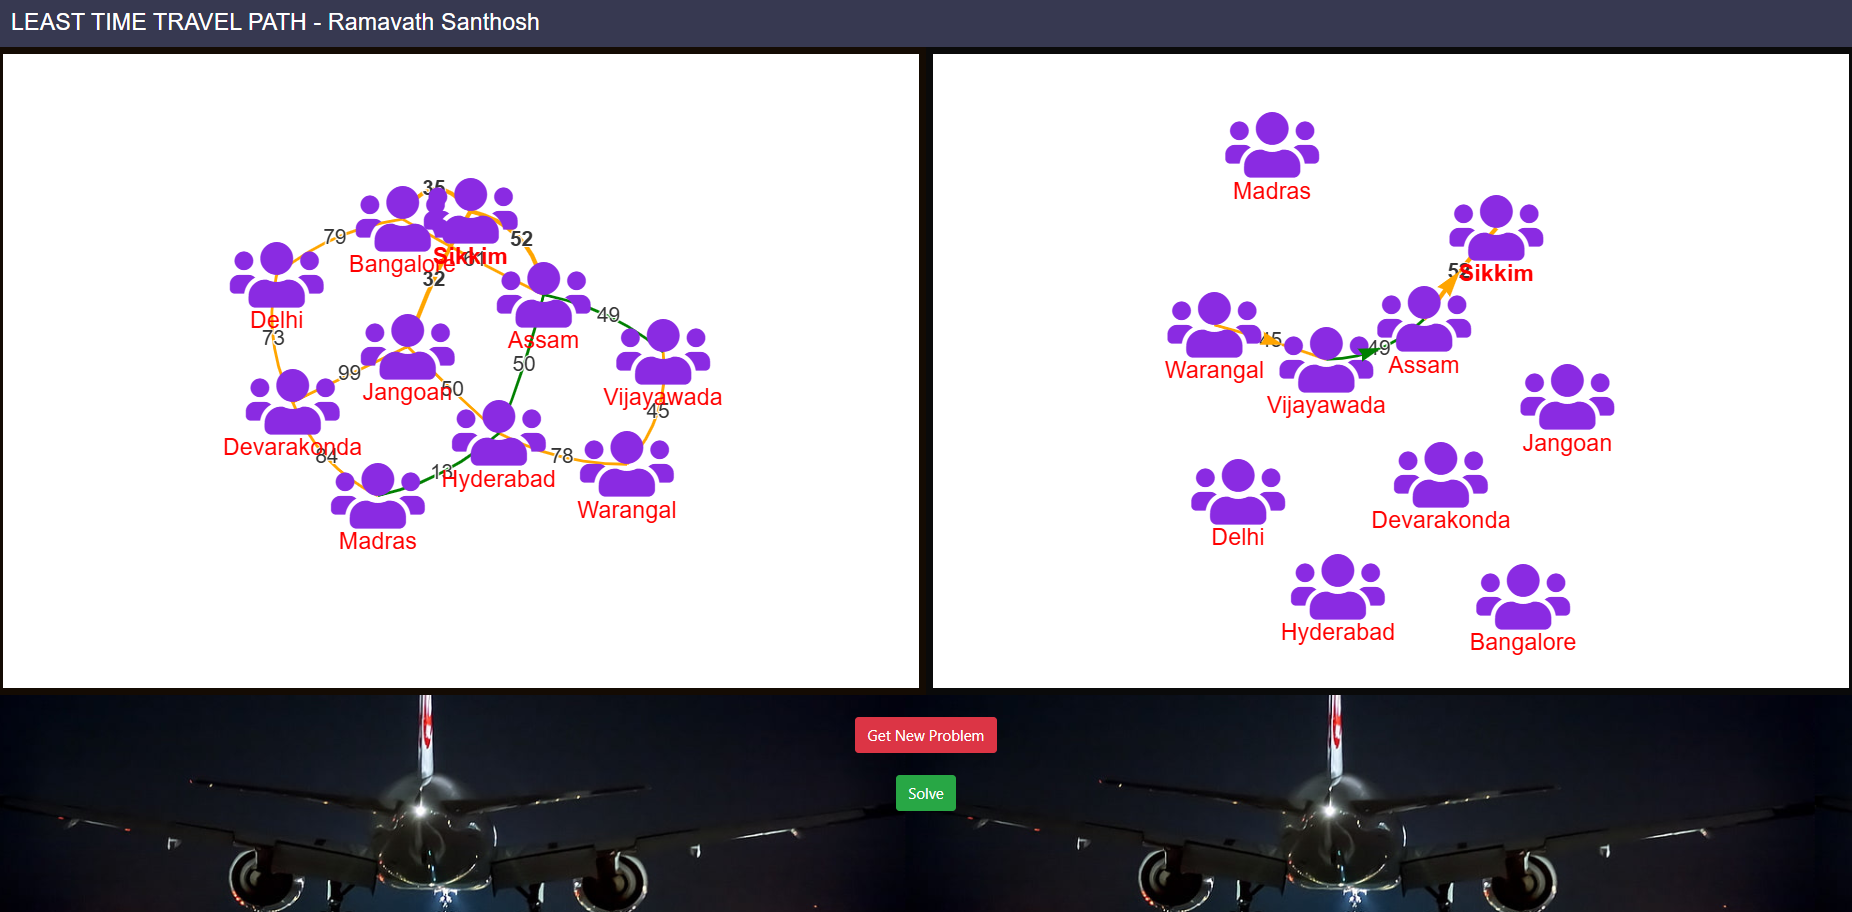 LEAST TIME TRAVEL PATH - Ramavath Santhosh
35
79
Bangalore
Sikkim
61
52
32
Delhi
73
49
Assam
50
99
Jangoan
50
Vijayawada
45
Devarakonda
84
78
13
Hyderabad
Warangal
Madras
Madras
52
Sikkim
45
49
Warangal
Assam
Vijayawada
Jangoan
Devarakonda
Delhi
Hyderabad
Bangalore
Get New Problem
Solve